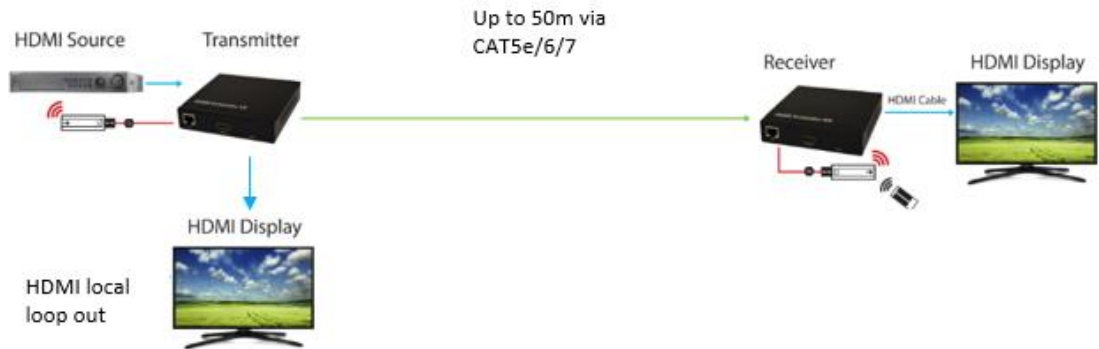 Up to 50m via
CAT5e/6/7
HDMI Source
Transmitter
Receiver
HDMI Display
HDMI Cable
HDMI Display
HDMI local
loop out